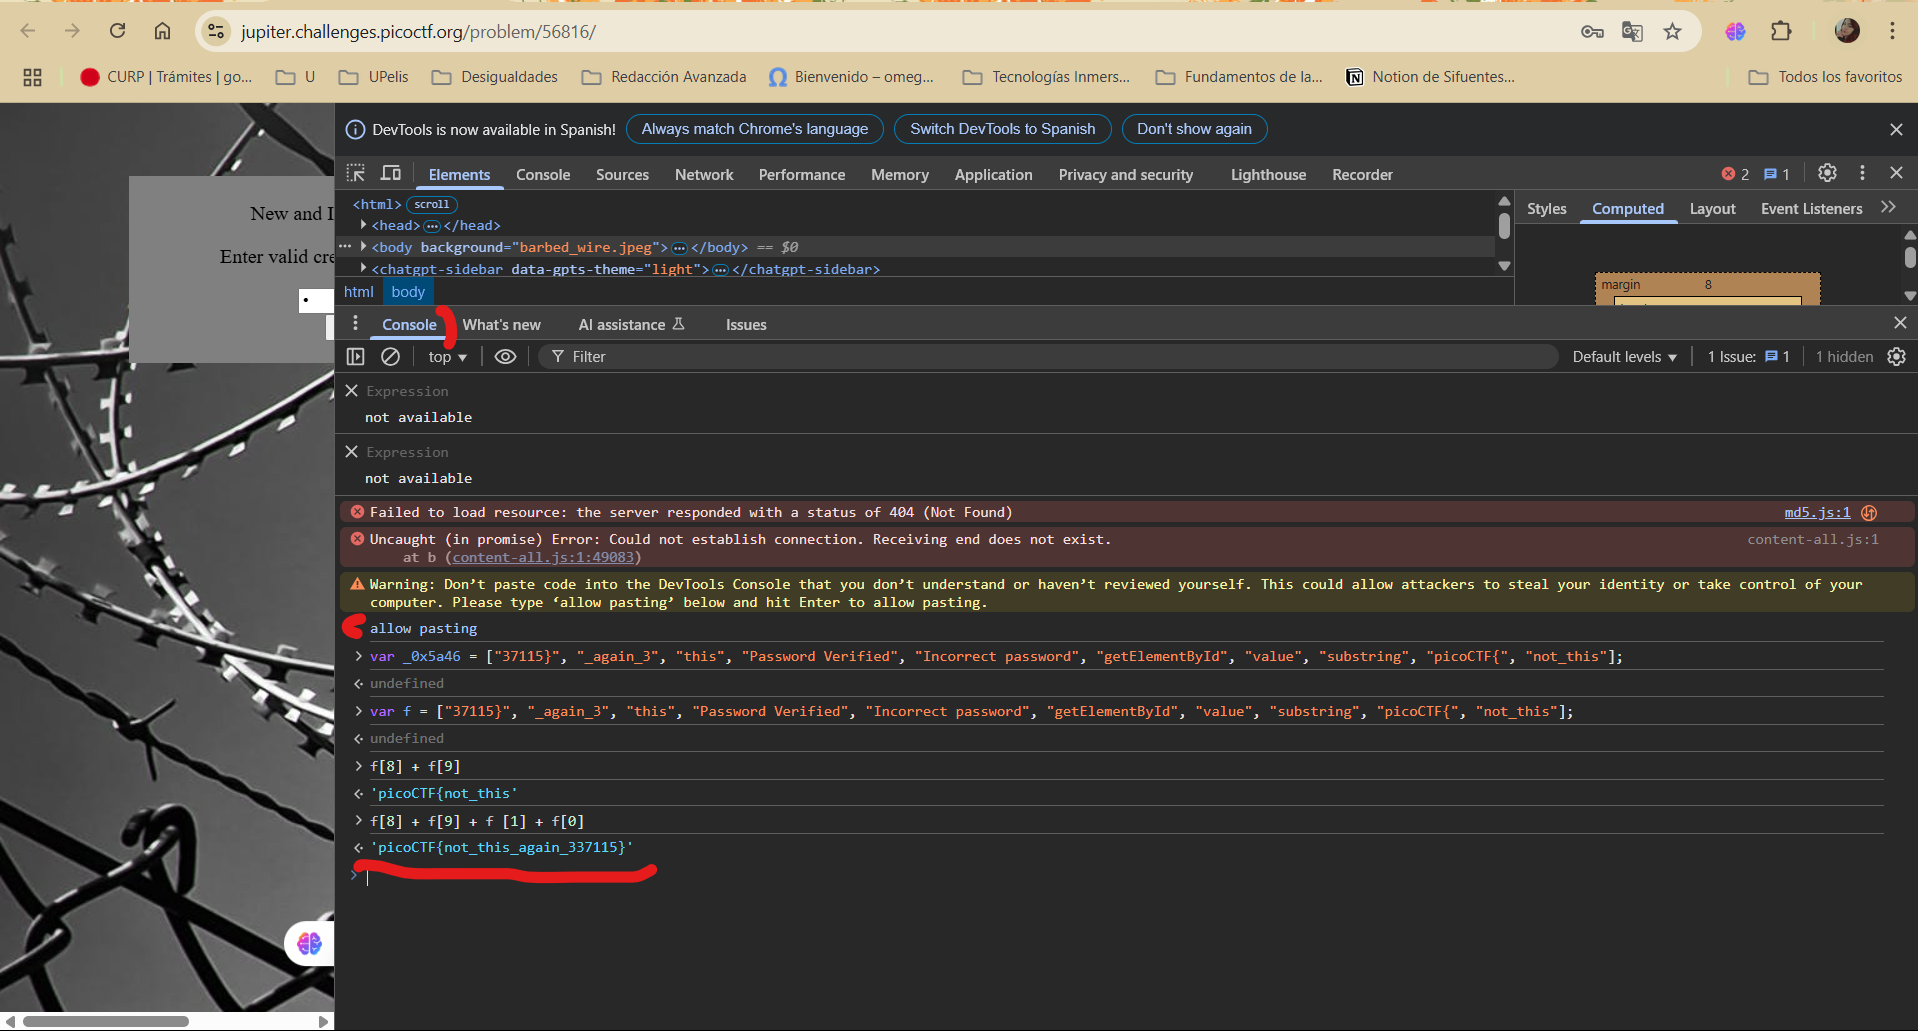 jupiter.challenges.picoctf.org/problem/56816/
CURP | Trámites | go...
U
UPelis
Desigualdades
Redacción Avanzada
Bienvenido – omeg...
Tecnologías Inmers...
Fundamentos de la...
Notion de Sifuentes...
Todos los favoritos
New and I
Enter valid cre
DevTools is now available in Spanish!
Always match Chrome's language
Switch DevTools to Spanish
Don't show again
Elements
Console
Sources
Network
Performance
Memory
Application
Privacy and security
Lighthouse
Recorder
2
1
<html> scroll
<head> … </head>
••• <body background="barbed_wire.jpeg"> … </body> == $0
<chatgpt-sidebar data-gpts-theme="light"> … </chatgpt-sidebar>
html
body
Styles
Computed
Layout
Event Listeners
margin
8
Console
What's new
AI assistance
Issues
top
Filter
Default levels
1 Issue: 1
1 hidden
Expression
not available
Expression
not available
Failed to load resource: the server responded with a status of 404 (Not Found)
md5.js:1
Uncaught (in promise) Error: Could not establish connection. Receiving end does not exist.
content-all.js:1
at b (content-all.js:1:49083)
Warning: Don’t paste code into the DevTools Console that you don’t understand or haven’t reviewed yourself. This could allow attackers to steal your identity or take control of your
computer. Please type ‘allow pasting’ below and hit Enter to allow pasting.
allow pasting
> var _0x5a46 = ["37115}", "_again_3", "this", "Password Verified", "Incorrect password", "getElementById", "value", "substring", "picoCTF{", "not_this"];
undefined
> var f = ["37115}", "_again_3", "this", "Password Verified", "Incorrect password", "getElementById", "value", "substring", "picoCTF{", "not_this"];
undefined
> f[8] + f[9]
'picoCTF{not_this'
> f[8] + f[9] + f [1] + f[0]
'picoCTF{not_this_again_337115}'
>